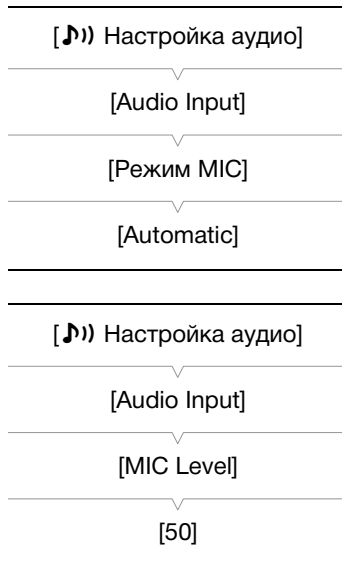 [♪)) Настройка аудио]
[Audio Input]
[Режим MIC]
[Automatic]
[♪)) Настройка аудио]
[Audio Input]
[MIC Level]
[50]